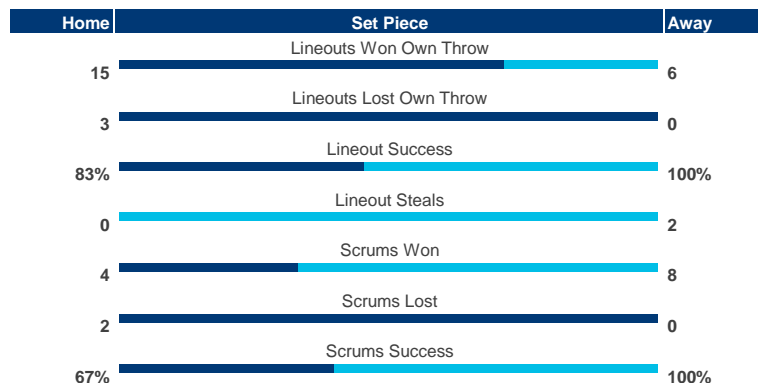 Home Set Piece Away
Lineouts Won Own Throw
15 6
Lineouts Lost Own Throw
3 0
Lineout Success
83% 100%
Lineout Steals
0 2
Scrums Won
4 8
Scrums Lost
2 0
Scrums Success
67% 100%